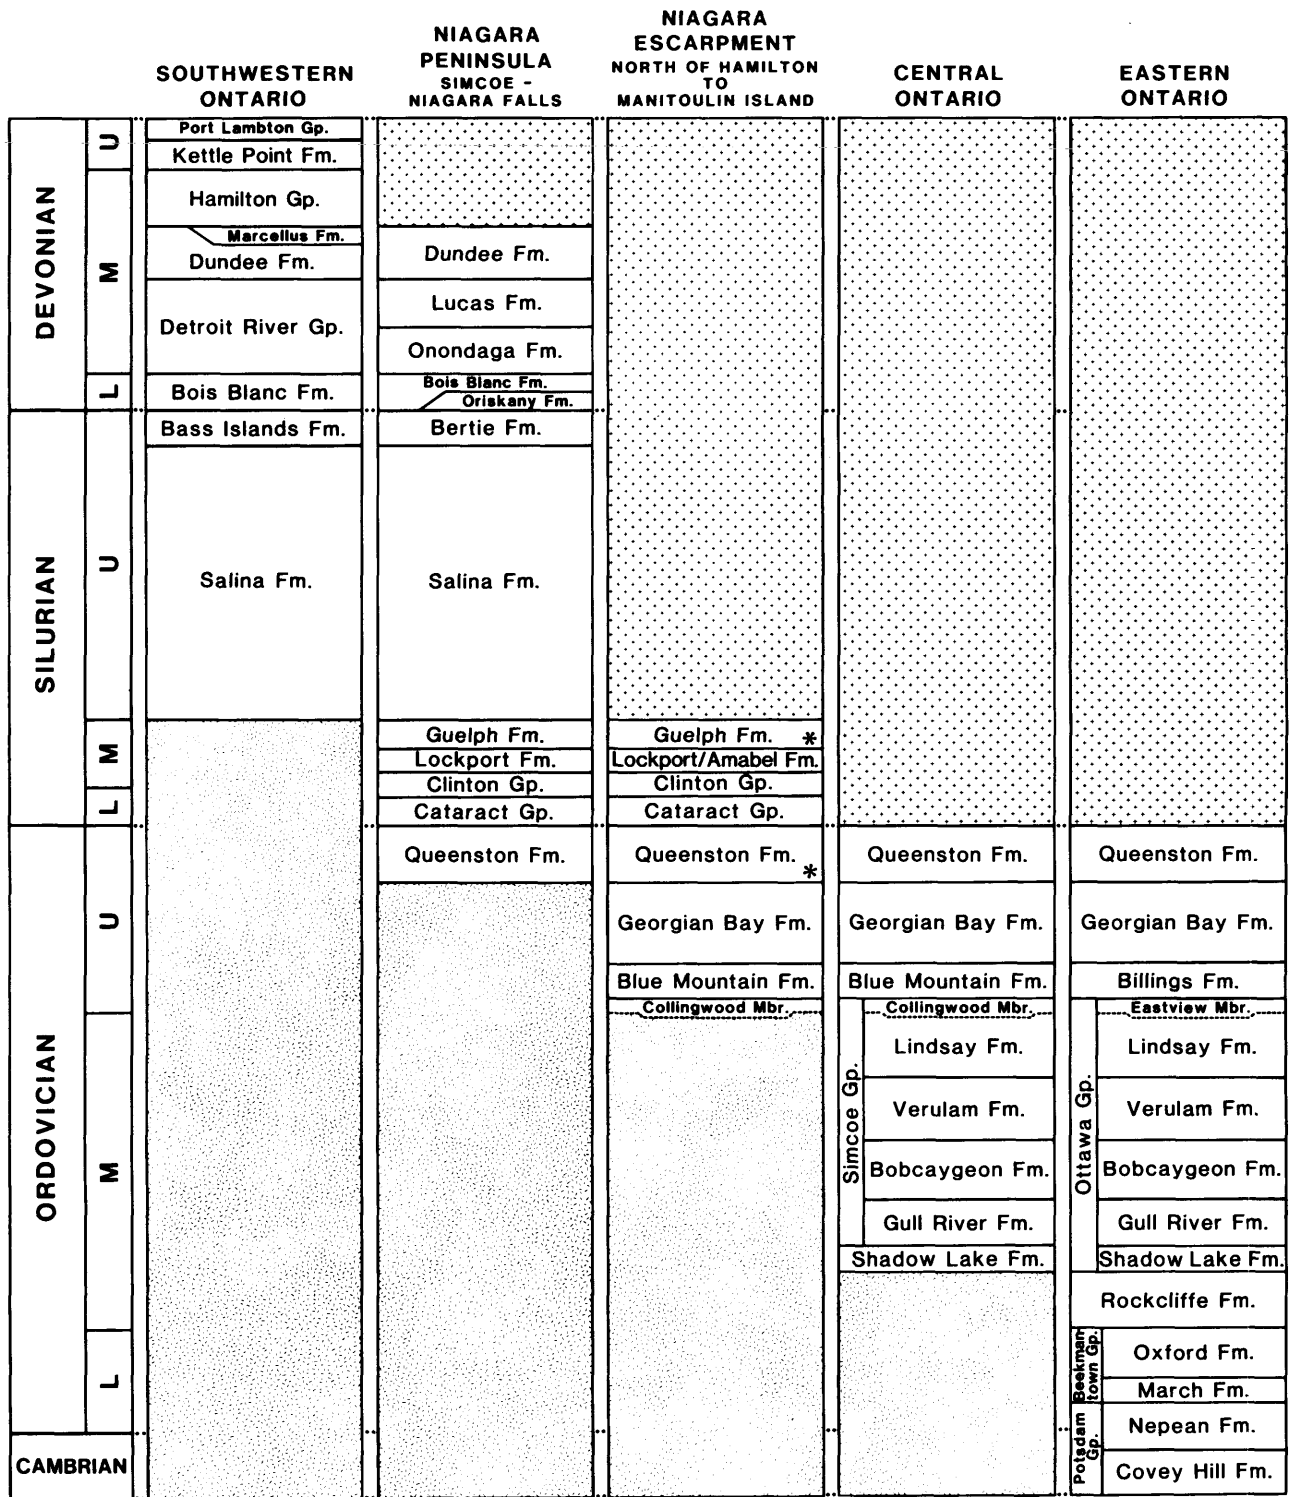 SOUTHWESTERN
ONTARIO
NIAGARA
PENINSULA
SIMCOE -
NIAGARA FALLS
NIAGARA
ESCARPMENT
NORTH OF HAMILTON
TO
MANITOULIN ISLAND
CENTRAL
ONTARIO
EASTERN
ONTARIO
DEVONIAN
U
M
L
SILURIAN
U
M
L
ORDOVICIAN
U
M
L
CAMBRIAN
Port Lambton Gp.
Kettle Point Fm.
Hamilton Gp.
Marcellus Fm.
Dundee Fm.
Detroit River Gp.
Bois Blanc Fm.
Bass Islands Fm.
Salina Fm.
Dundee Fm.
Lucas Fm.
Onondaga Fm.
Bois Blanc Fm.
Oriskany Fm.
Bertie Fm.
Salina Fm.
Guelph Fm.
Lockport Fm.
Clinton Gp.
Cataract Gp.
Queenston Fm.
Guelph Fm. *
Lockport/Amabel Fm.
Clinton Gp.
Cataract Gp.
Queenston Fm. *
Georgian Bay Fm.
Blue Mountain Fm.
Collingwood Mbr.
Queenston Fm.
Georgian Bay Fm.
Blue Mountain Fm.
Simcoe Gp.
Collingwood Mbr.
Lindsay Fm.
Verulam Fm.
Bobcaygeon Fm.
Gull River Fm.
Shadow Lake Fm.
Queenston Fm.
Georgian Bay Fm.
Billings Fm.
Ottawa Gp.
Eastview Mbr.
Lindsay Fm.
Verulam Fm.
Bobcaygeon Fm.
Gull River Fm.
Shadow Lake Fm.
Rockcliffe Fm.
Beekman-
town Gp.
Oxford Fm.
March Fm.
Potsdam
Gp.
Nepean Fm.
Covey Hill Fm.